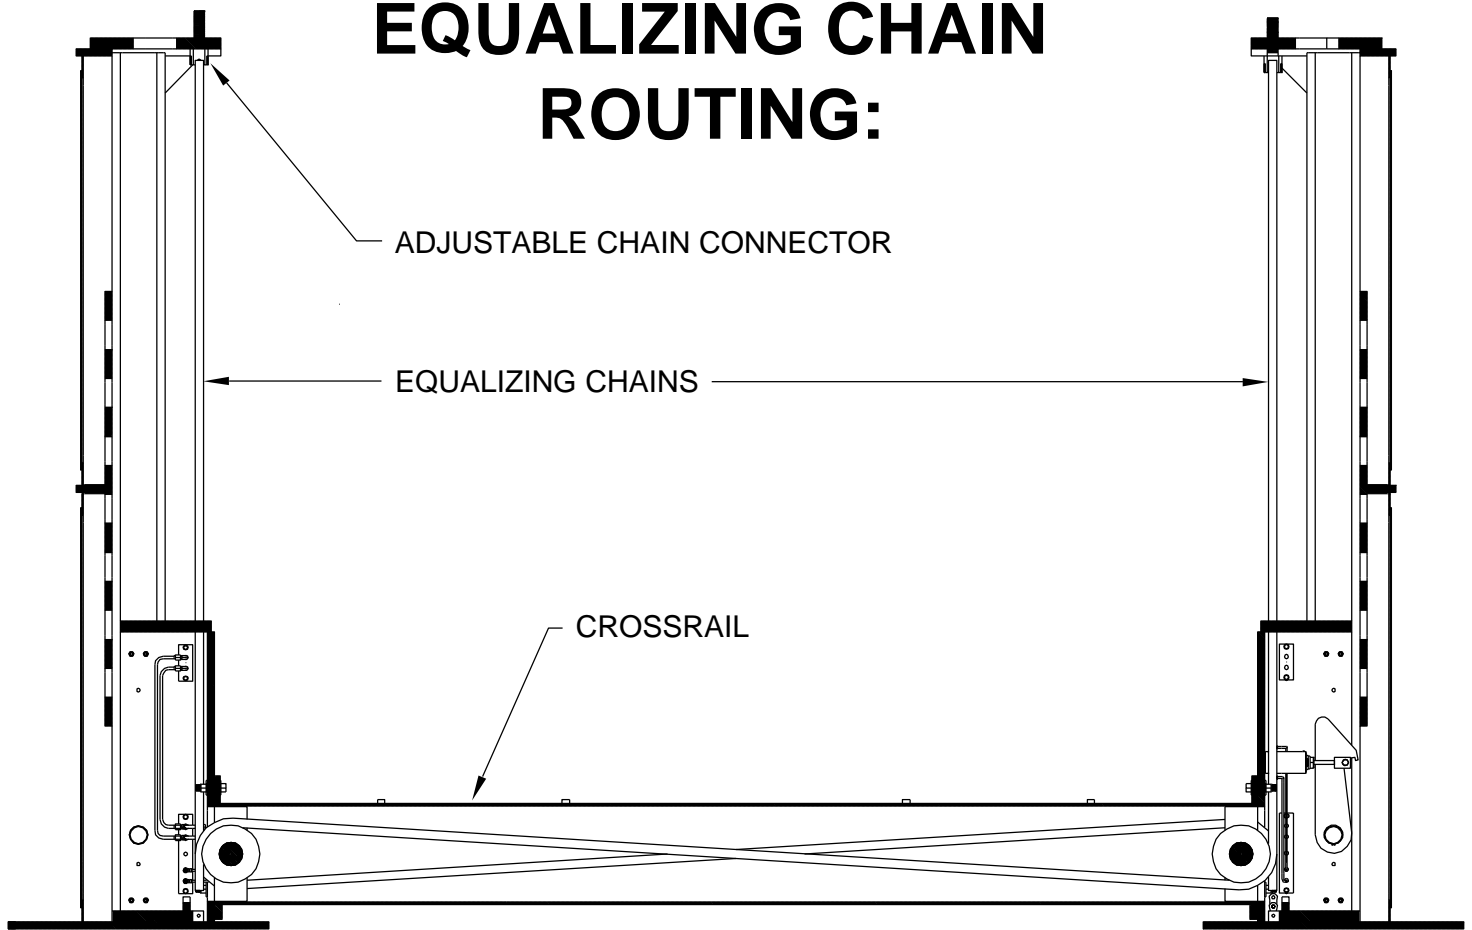 EQUALIZING CHAIN
ROUTING:
ADJUSTABLE CHAIN CONNECTOR
EQUALIZING CHAINS
CROSSRAIL